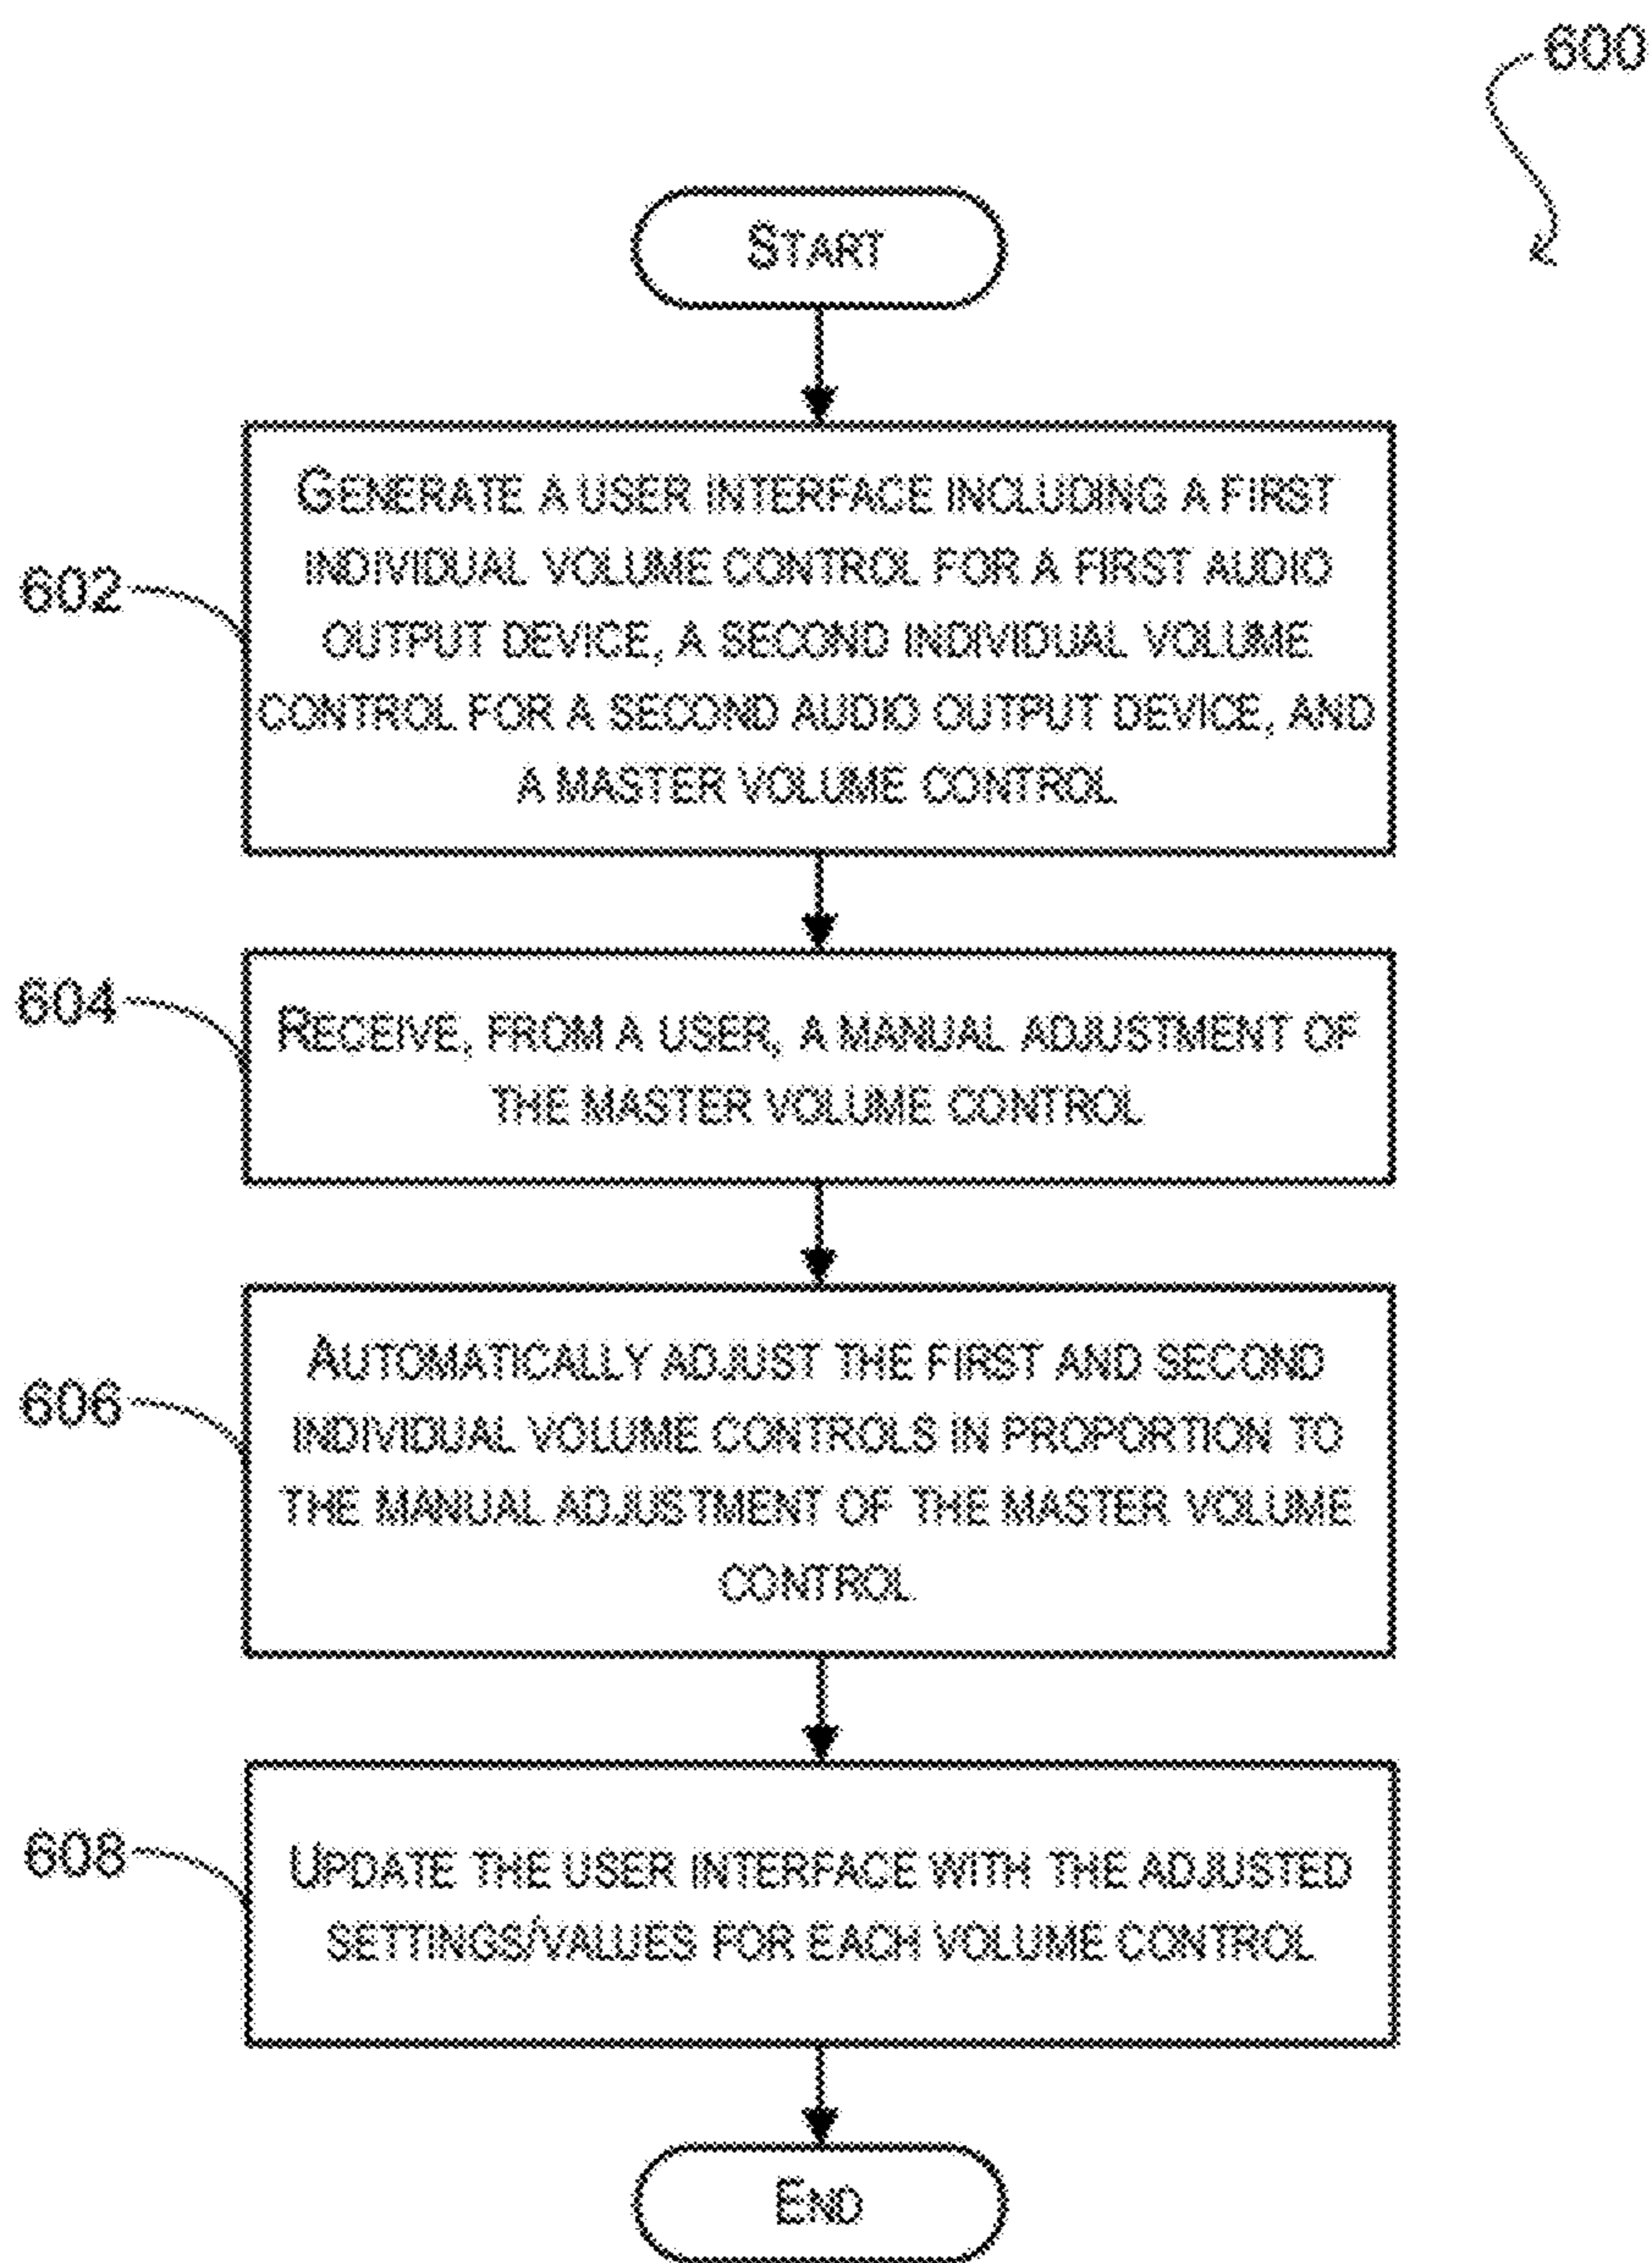 600
START
GENERATE A USER INTERFACE INCLUDING A FIRST
INDIVIDUAL VOLUME CONTROL FOR A FIRST AUDIO
OUTPUT DEVICE, A SECOND INDIVIDUAL VOLUME
CONTROL FOR A SECOND AUDIO OUTPUT DEVICE, AND
A MASTER VOLUME CONTROL
602
RECEIVE, FROM A USER, A MANUAL ADJUSTMENT OF
THE MASTER VOLUME CONTROL
604
AUTOMATICALLY ADJUST THE FIRST AND SECOND
INDIVIDUAL VOLUME CONTROLS IN PROPORTION TO
THE MANUAL ADJUSTMENT OF THE MASTER VOLUME
CONTROL
606
UPDATE THE USER INTERFACE WITH THE ADJUSTED
SETTINGS/VALUES FOR EACH VOLUME CONTROL
608
END